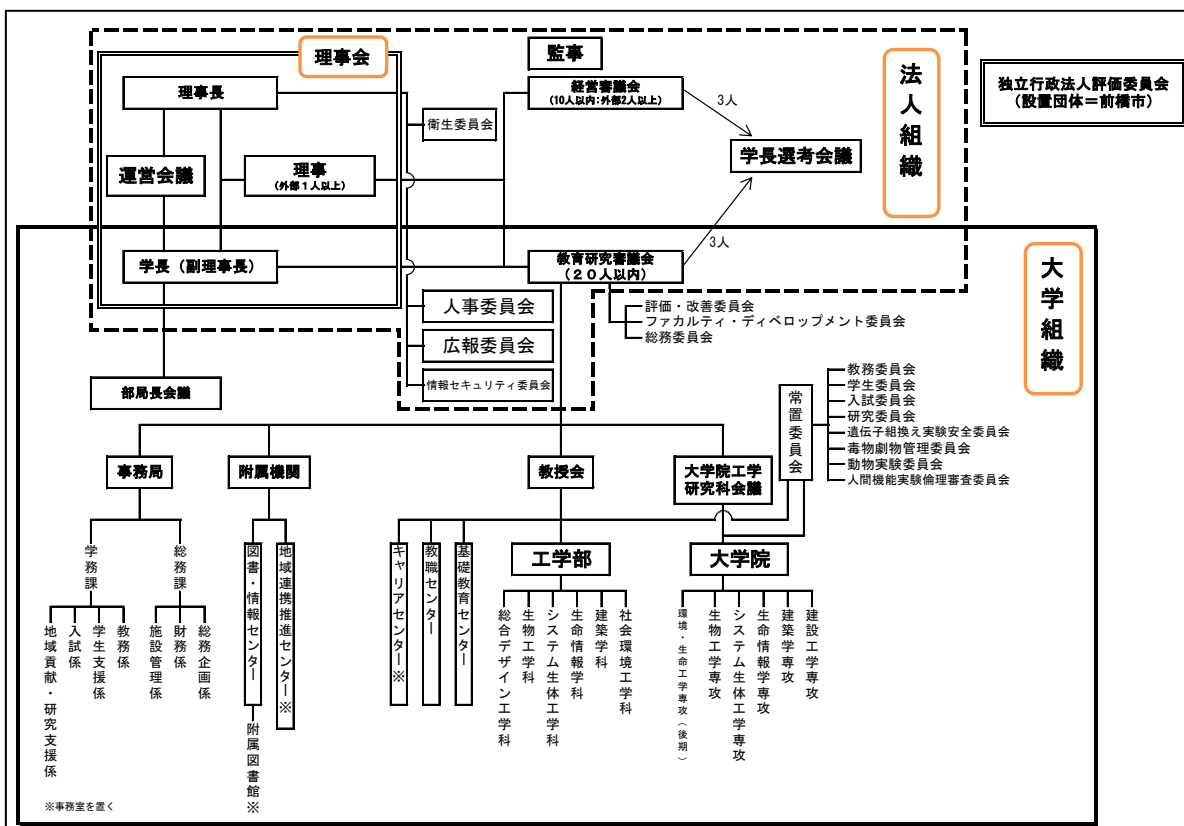 理事会
監事
法人組織
独立行政法人評価委員会
(設置団体=前橋市)
理事長
経営審議会
(10人以内:外部2人以上)
3人
衛生委員会
学長選考会議
運営会議
理事
(外部1人以上)
3人
学長(副理事長)
教育研究審議会
(20人以内)
大学組織
人事委員会
評価・改善委員会
ファカルティ・ディベロップメント委員会
総務委員会
広報委員会
情報セキュリティ委員会
部局長会議
常置委員会
教務委員会
学生委員会
入試委員会
研究委員会
遺伝子組換え実験安全委員会
毒物劇物管理委員会
動物実験委員会
人間機能実験倫理審査委員会
事務局
附属機関
教授会
大学院工学
研究科会議
学務課
総務課
図書・情報センター
地域連携推進センター※
キャリアセンター※
教職センター
基礎教育センター
工学部
大学院
地域貢献・研究支援係
入試係
学生支援係
教務係
施設管理係
財務係
総務企画係
附属図書館※
総合デザイン工学科
生物工学科
システム生体工学科
生命情報学科
建築学科
社会環境工学科
環境・生命工学専攻(後期)
生物工学専攻
システム生体工学専攻
生命情報学専攻
建築学専攻
建設工学専攻
※事務室を置く